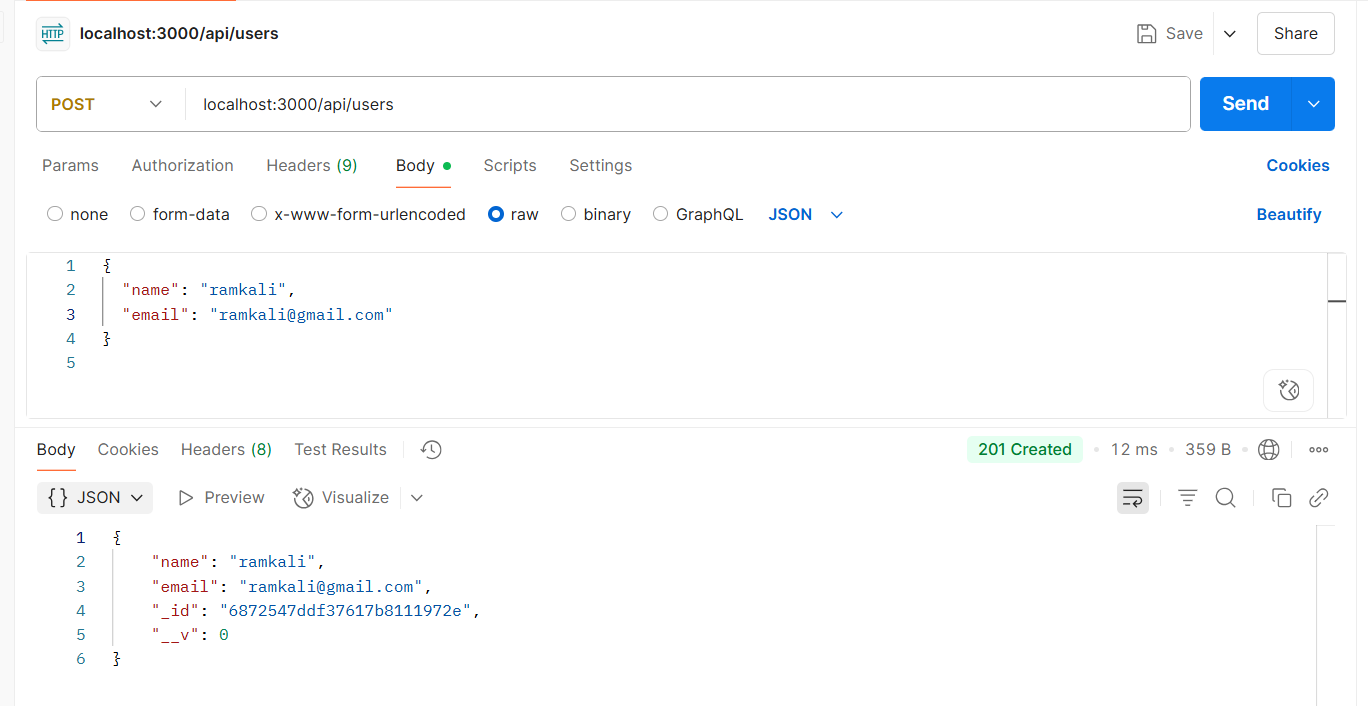 HTTP localhost:3000/api/users Save Share
POST localhost:3000/api/users Send
Params Authorization Headers (9) Body Scripts Settings Cookies
none form-data x-www-form-urlencoded raw binary GraphQL JSON Beautify
1 {
2 "name": "ramkali",
3 "email": "ramkali@gmail.com"
4 }
5
Body Cookies Headers (8) Test Results 201 Created 12 ms 359 B
{} JSON Preview Visualize
1 {
2 "name": "ramkali",
3 "email": "ramkali@gmail.com",
4 "_id": "6872547ddf37617b8111972e",
5 "__v": 0
6 }